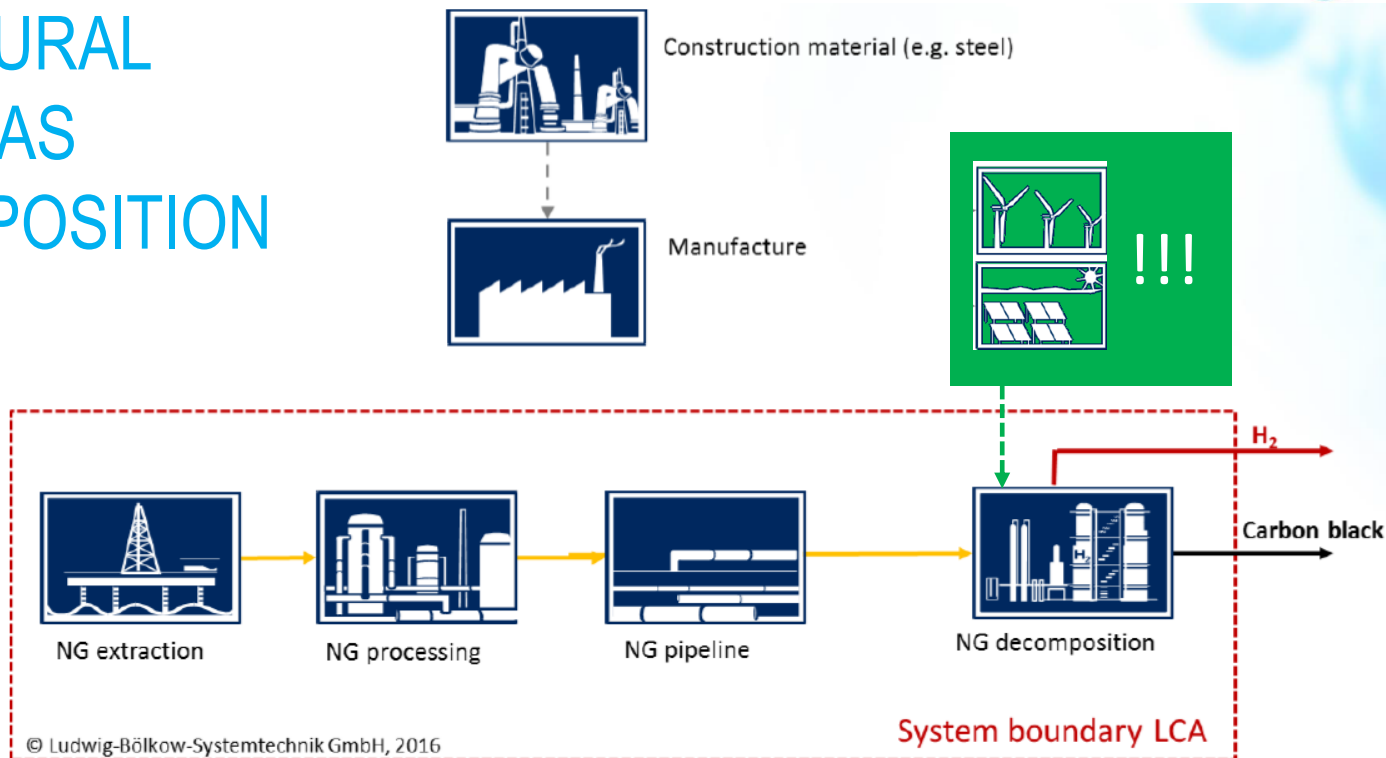 URAL
AS
POSITION
Construction material (e.g. steel)
Manufacture
!!!
H₂
Carbon black
H₂
NG extraction
NG processing
NG pipeline
NG decomposition
System boundary LCA
© Ludwig-Bölkow-Systemtechnik GmbH, 2016